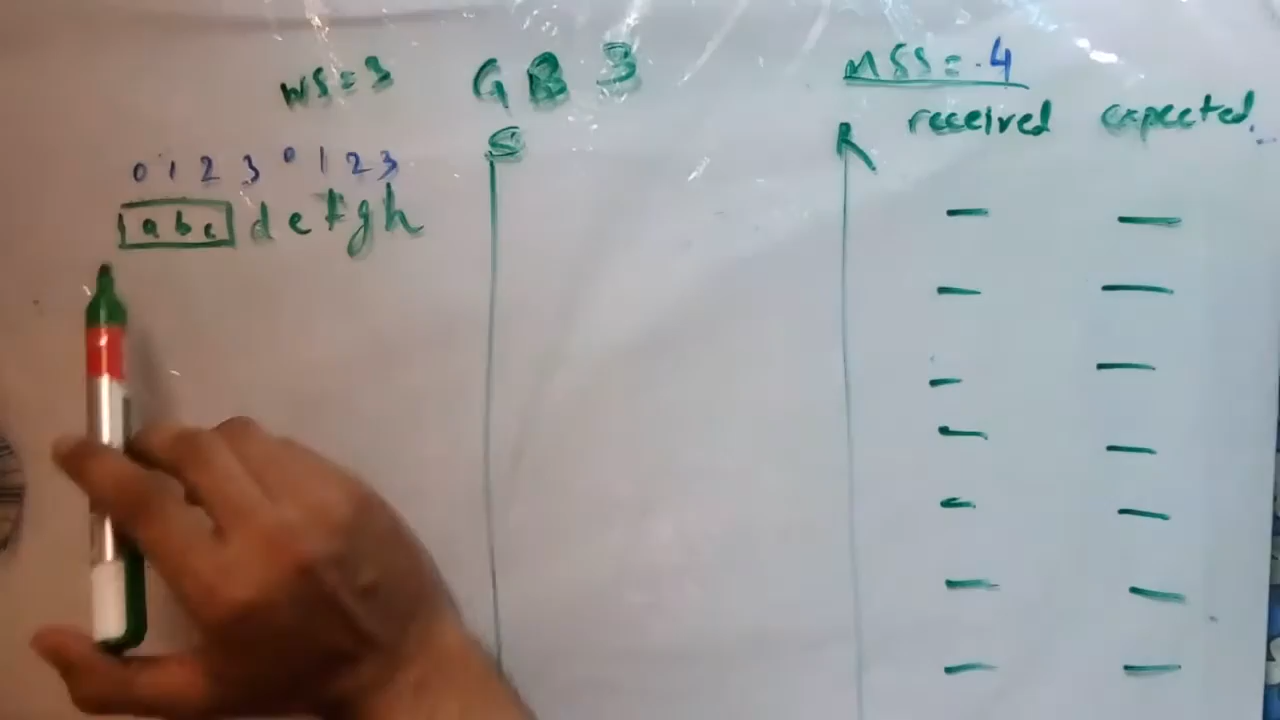 WS = 3 GB 3 MSS = 4
S R received expected
0 1 2 3 0 1 2 3
a b c d e f g h